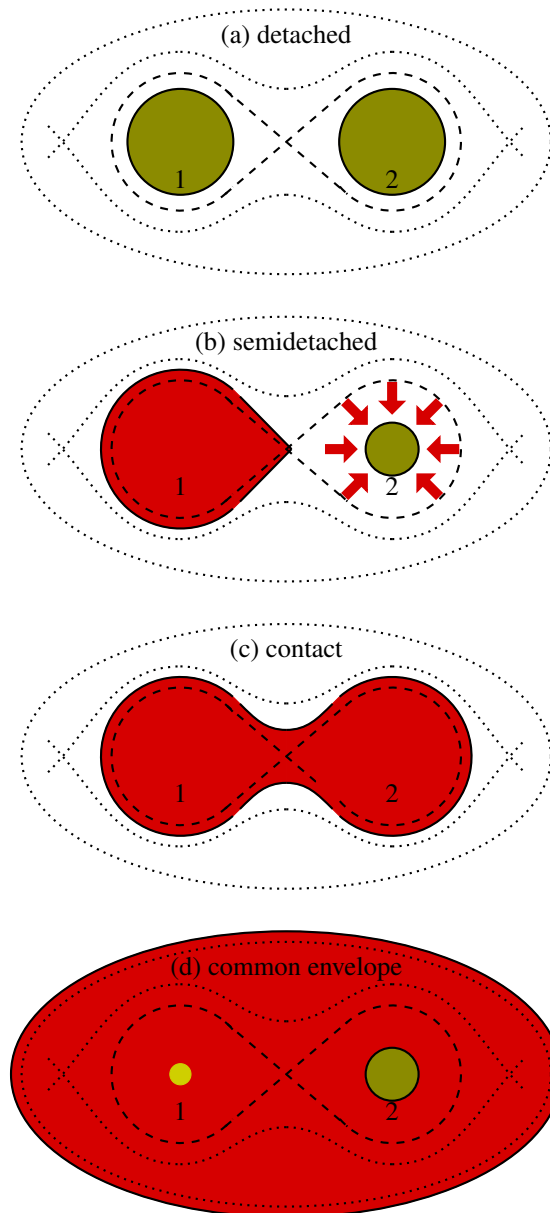 (a) detached
1 2
(b) semidetached
1 2
(c) contact
1 2
(d) common envelope
1 2